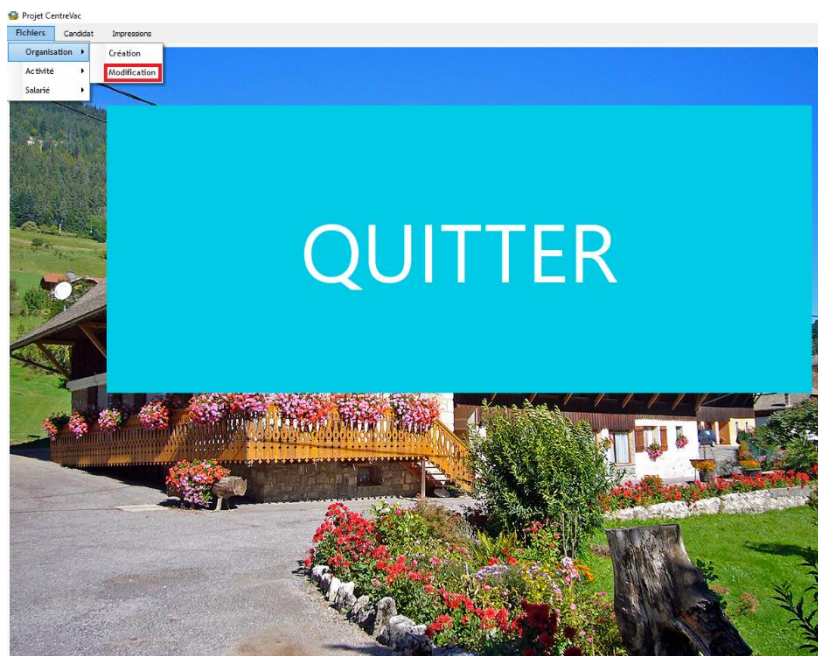 Projet CentreVac
Fichiers Candidat Impressions
Organisation Création
Activité Modification
Salarié
QUITTER